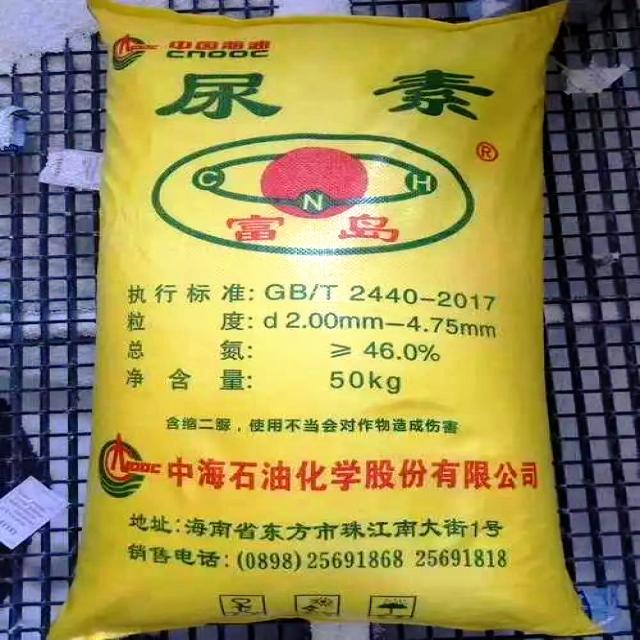 中国海油
CNOOC
尿 素
®
C N H
富 岛
执行标准: GB/T 2440-2017
粒 度: d 2.00mm-4.75mm
总 氮: ≥ 46.0%
净 含 量: 50kg
含缩二脲，使用不当会对作物造成伤害
CNOOC 中海石油化学股份有限公司
地址:海南省东方市珠江南大街1号
销售电话: (0898) 25691868 25691818